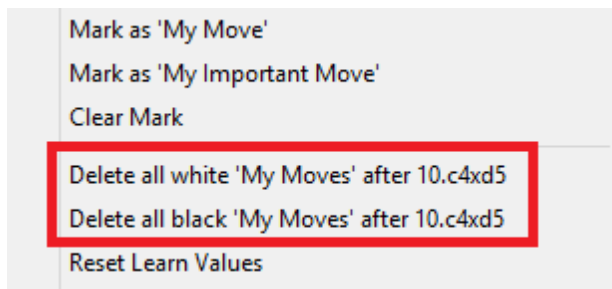 Mark as 'My Move'
Mark as 'My Important Move'
Clear Mark
Delete all white 'My Moves' after 10.c4xd5
Delete all black 'My Moves' after 10.c4xd5
Reset Learn Values